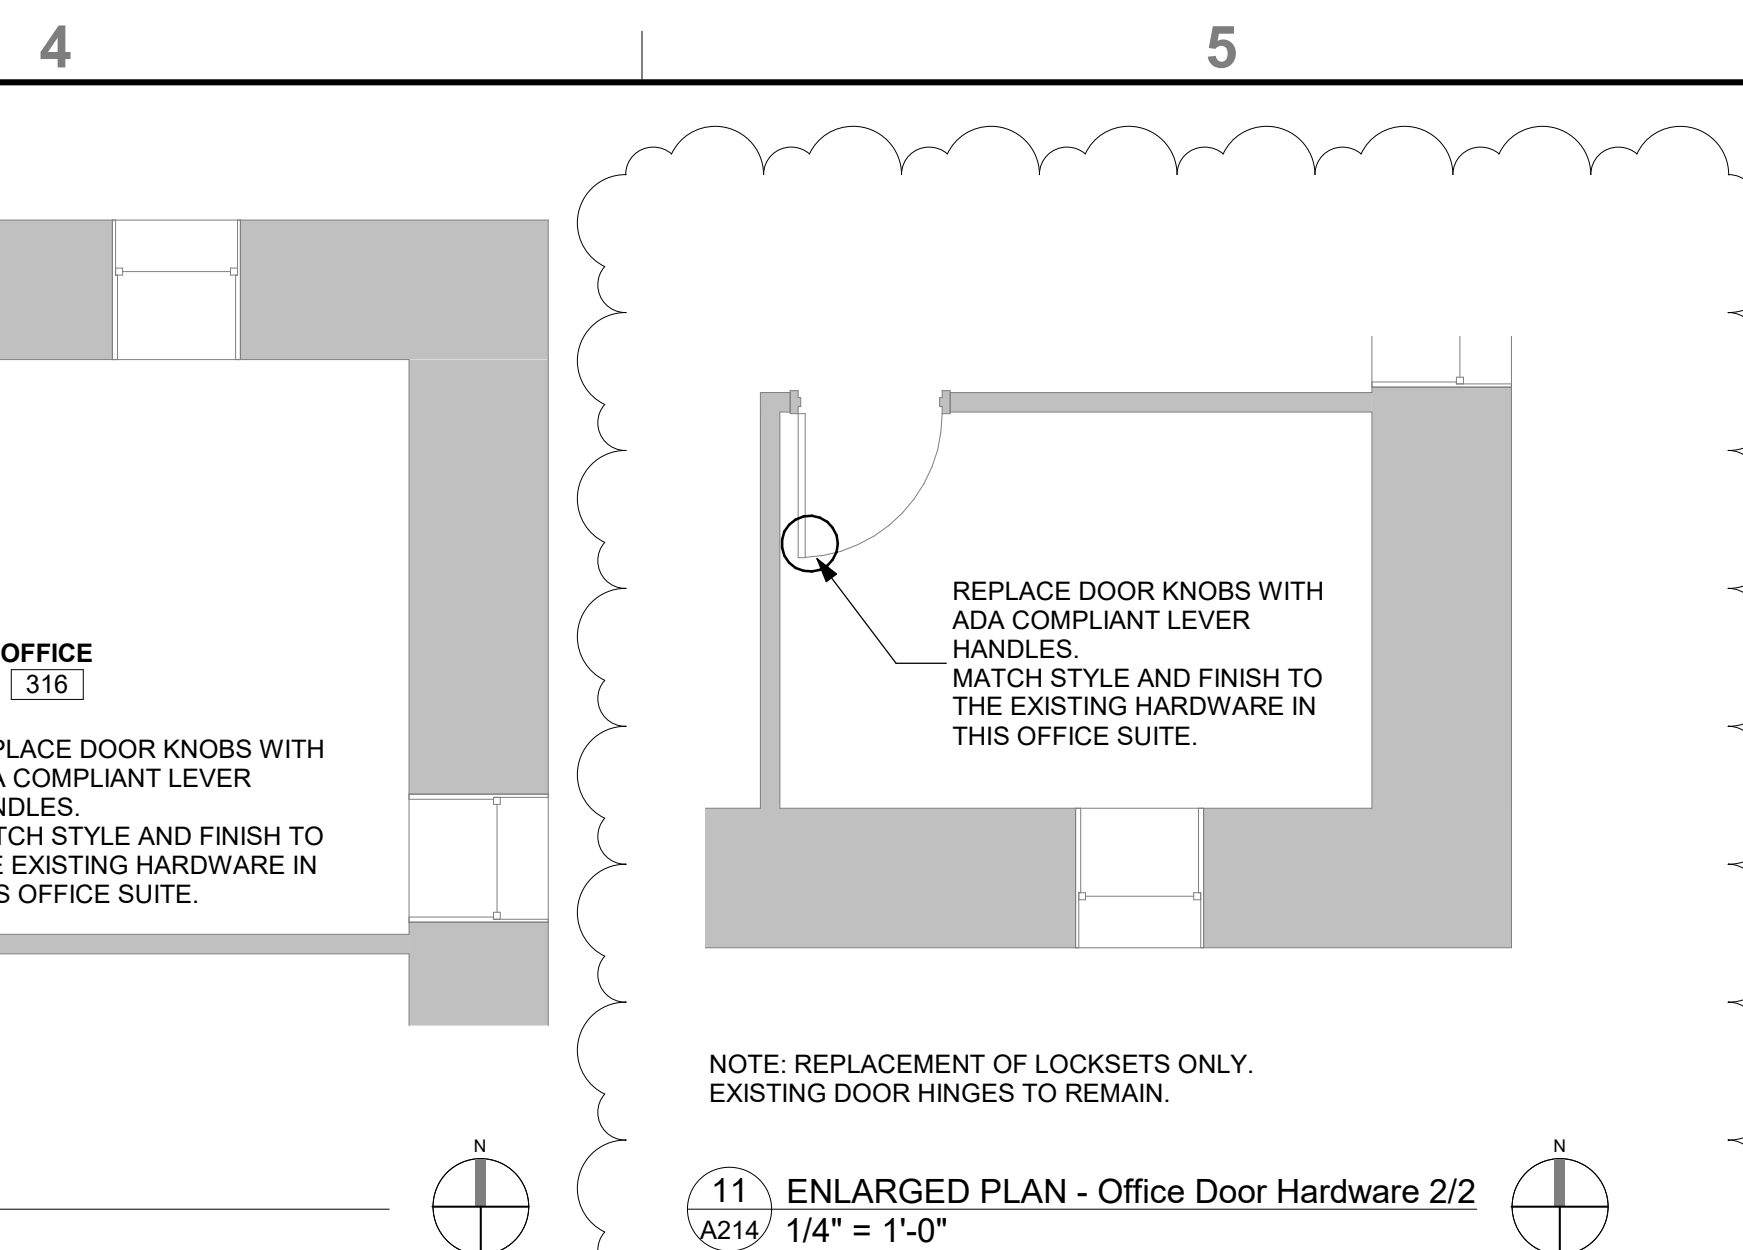 4
5
OFFICE
316
PLACE DOOR KNOBS WITH
A COMPLIANT LEVER
NDLES.
TCH STYLE AND FINISH TO
E EXISTING HARDWARE IN
S OFFICE SUITE.
N
REPLACE DOOR KNOBS WITH
ADA COMPLIANT LEVER
HANDLES.
MATCH STYLE AND FINISH TO
THE EXISTING HARDWARE IN
THIS OFFICE SUITE.
NOTE: REPLACEMENT OF LOCKSETS ONLY.
EXISTING DOOR HINGES TO REMAIN.
N
11
A214
ENLARGED PLAN - Office Door Hardware 2/2
1/4" = 1'-0"